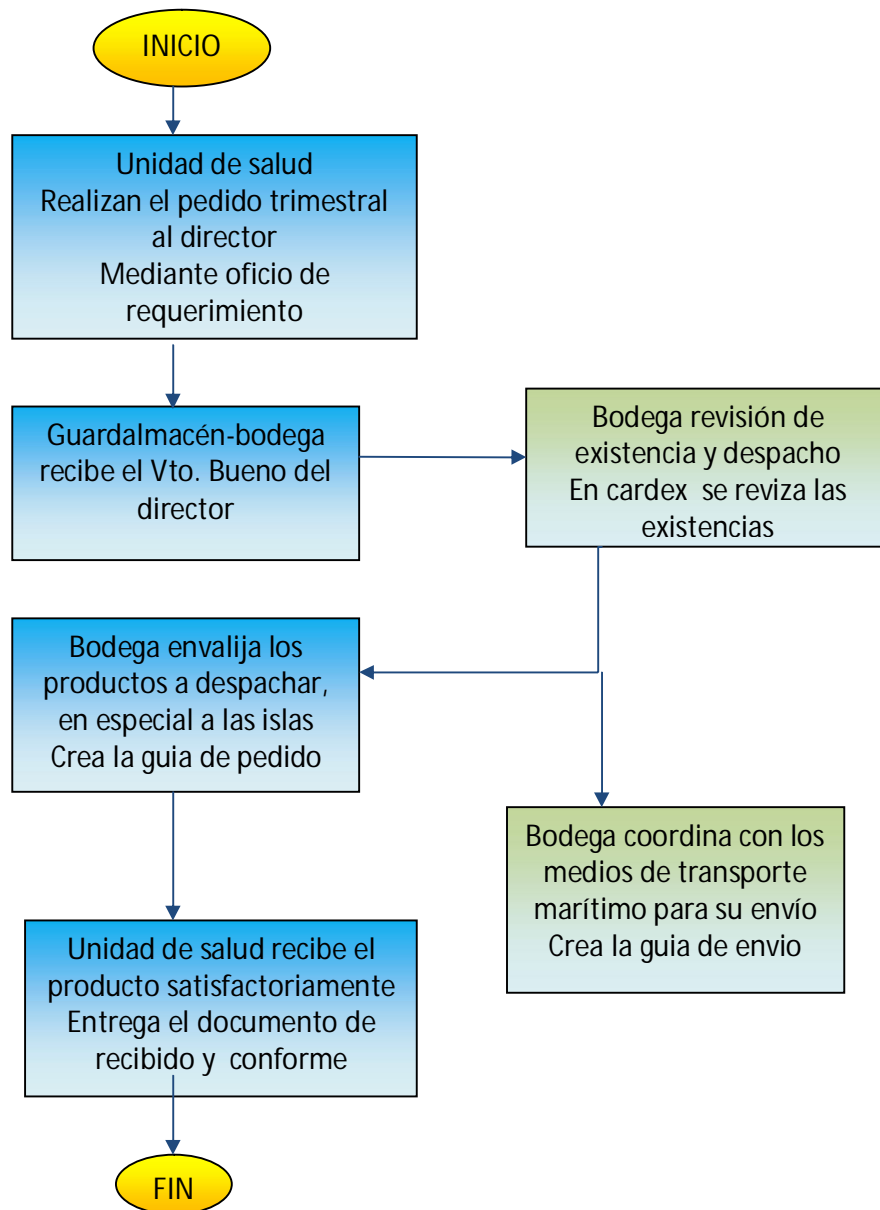 INICIO
Unidad de salud
Realizan el pedido trimestral
al director
Mediante oficio de
requerimiento
Guardalmacén-bodega
recibe el Vto. Bueno del
director
Bodega revisión de
existencia y despacho
En cardex se reviza las
existencias
Bodega envalija los
productos a despachar,
en especial a las islas
Crea la guia de pedido
Bodega coordina con los
medios de transporte
marítimo para su envío
Crea la guia de envio
Unidad de salud recibe el
producto satisfactoriamente
Entrega el documento de
recibido y conforme
FIN